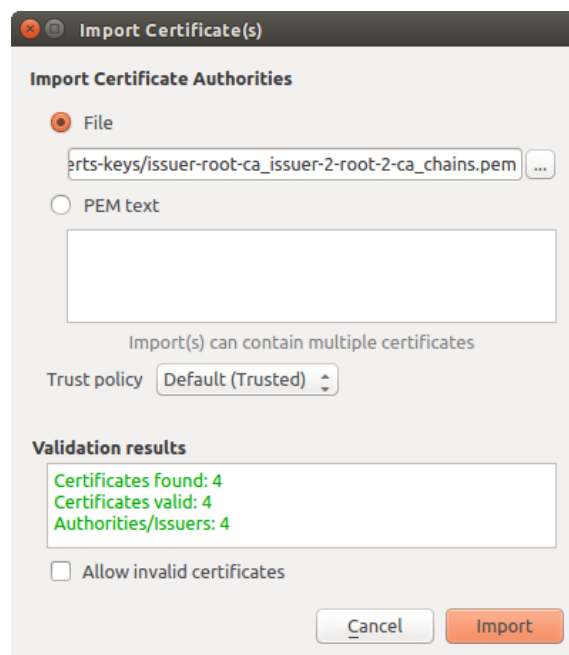 Import Certificate(s)
Import Certificate Authorities
File
erts-keys/issuer-root-ca_issuer-2-root-2-ca_chains.pem
...
PEM text
Import(s) can contain multiple certificates
Trust policy Default (Trusted)
Validation results
Certificates found: 4
Certificates valid: 4
Authorities/Issuers: 4
Allow invalid certificates
Cancel Import